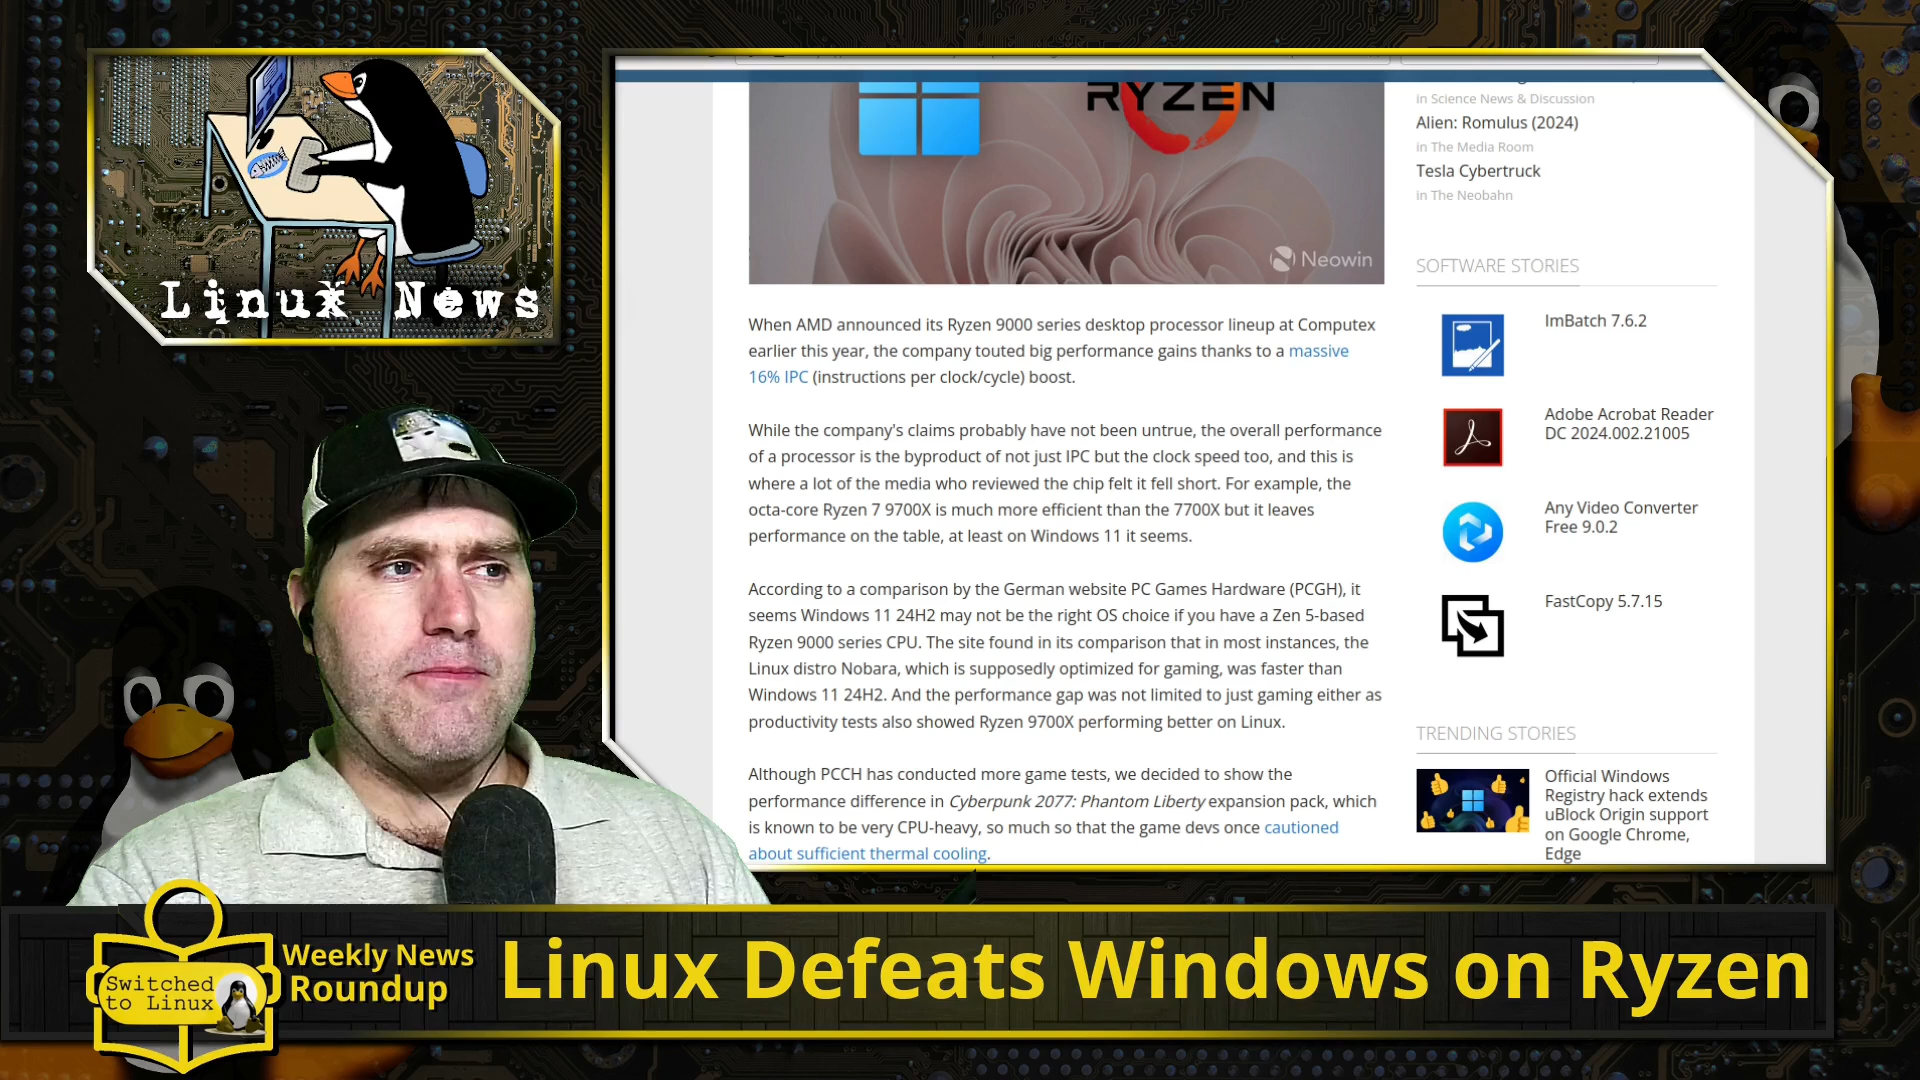 Linux News
RYZEN
Neowin
When AMD announced its Ryzen 9000 series desktop processor lineup at Computex
earlier this year, the company touted big performance gains thanks to a massive
16% IPC (instructions per clock/cycle) boost.
While the company's claims probably have not been untrue, the overall performance
of a processor is the byproduct of not just IPC but the clock speed too, and this is
where a lot of the media who reviewed the chip felt it fell short. For example, the
octa-core Ryzen 7 9700X is much more efficient than the 7700X but it leaves
performance on the table, at least on Windows 11 it seems.
According to a comparison by the German website PC Games Hardware (PCGH), it
seems Windows 11 24H2 may not be the right OS choice if you have a Zen 5-based
Ryzen 9000 series CPU. The site found in its comparison that in most instances, the
Linux distro Nobara, which is supposedly optimized for gaming, was faster than
Windows 11 24H2. And the performance gap was not limited to just gaming either as
productivity tests also showed Ryzen 9700X performing better on Linux.
Although PCCH has conducted more game tests, we decided to show the
performance difference in Cyberpunk 2077: Phantom Liberty expansion pack, which
is known to be very CPU-heavy, so much so that the game devs once cautioned
about sufficient thermal cooling.
in Science News & Discussion
Alien: Romulus (2024)
in The Media Room
Tesla Cybertruck
in The Neobahn
SOFTWARE STORIES
ImBatch 7.6.2
Adobe Acrobat Reader
DC 2024.002.21005
Any Video Converter
Free 9.0.2
FastCopy 5.7.15
TRENDING STORIES
Official Windows
Registry hack extends
uBlock Origin support
on Google Chrome,
Edge
Switched
to Linux
Weekly News
Roundup
Linux Defeats Windows on Ryzen